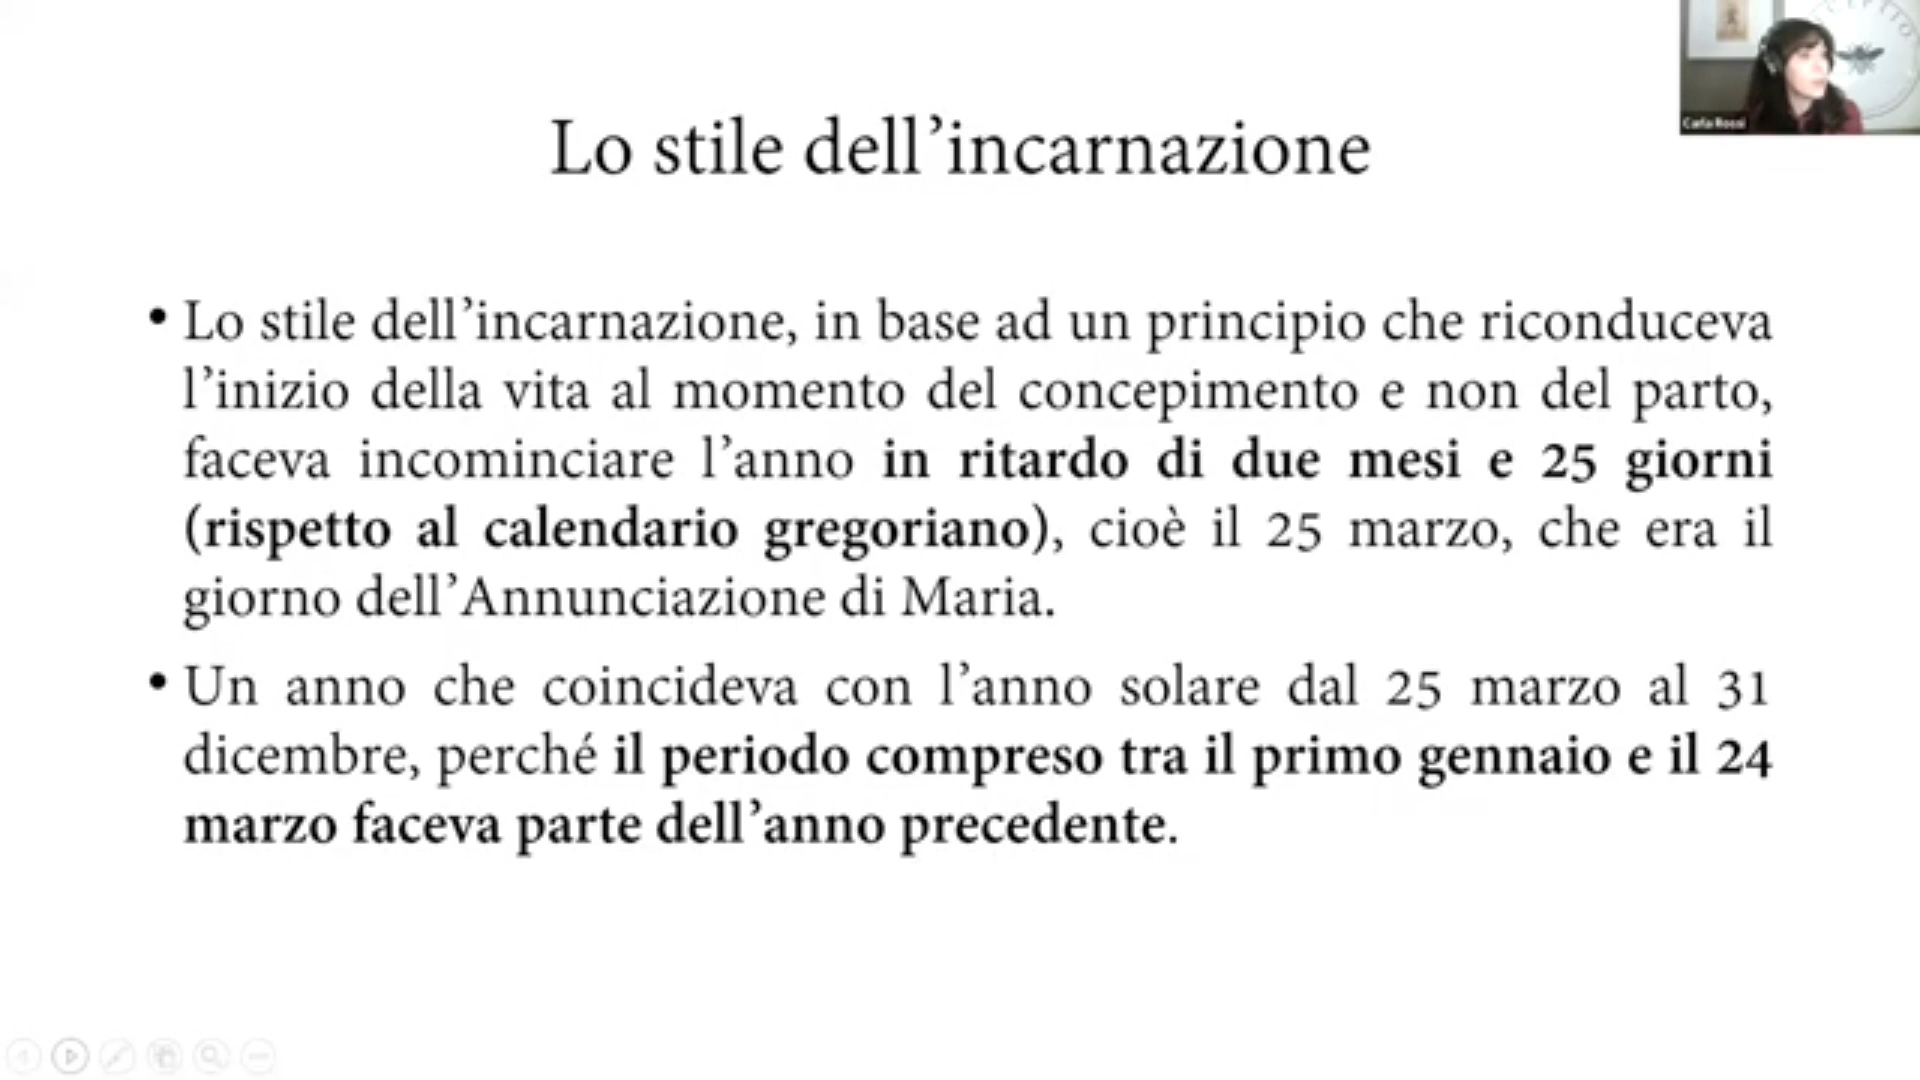 Lo stile dell’incarnazione
Carla Rossi
• Lo stile dell’incarnazione, in base ad un principio che riconduceva
l’inizio della vita al momento del concepimento e non del parto,
faceva incominciare l’anno in ritardo di due mesi e 25 giorni
(rispetto al calendario gregoriano), cioè il 25 marzo, che era il
giorno dell’Annunciazione di Maria.
• Un anno che coincideva con l’anno solare dal 25 marzo al 31
dicembre, perché il periodo compreso tra il primo gennaio e il 24
marzo faceva parte dell’anno precedente.